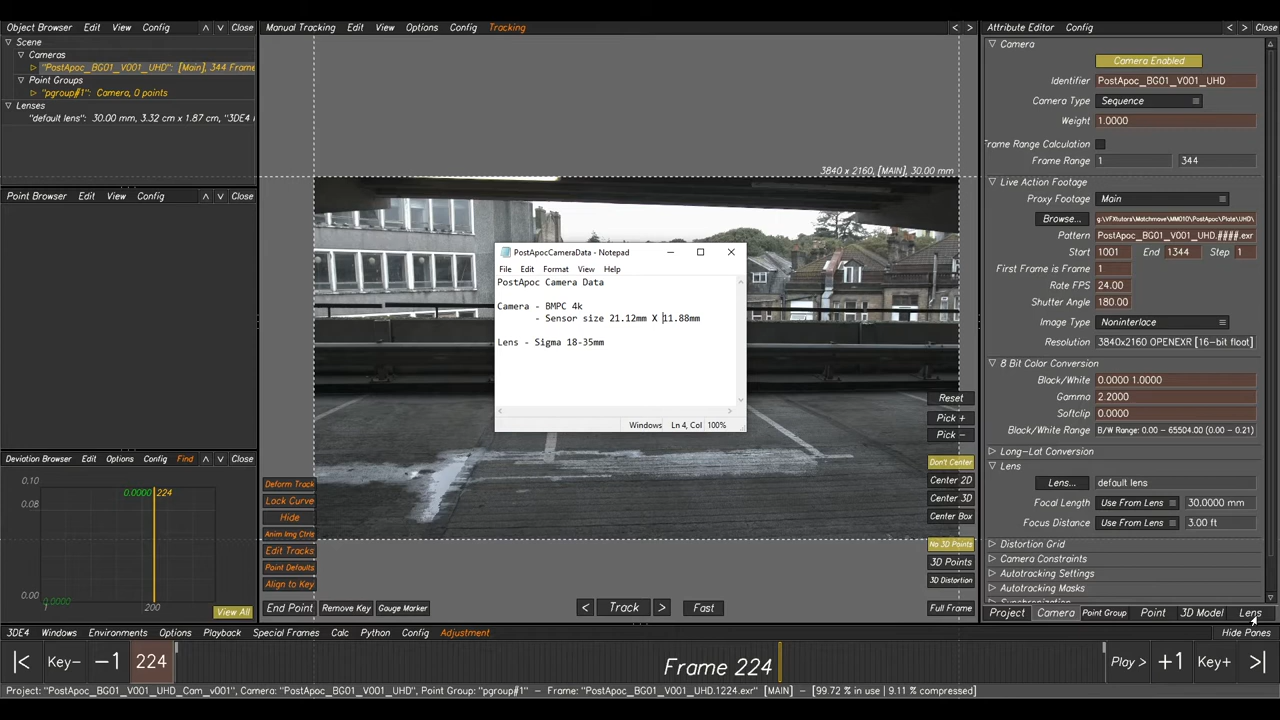 Object Browser Edit View Config Close
Scene
Cameras
"PostApoc_BG01_V001_UHD": [Main], 344 Frame
Point Groups
"pgroup#1": Camera, 0 points
Lenses
"default lens": 30.00 mm, 3.32 cm x 1.87 cm, "3DE4
Point Browser Edit View Config Close
Deviation Browser Edit Options Config Find Close
0.10
0.08
0.0000 224
0.00
0.0000
200
View All
Manual Tracking Edit View Options Config Tracking
3840 x 2160, [MAIN], 30.00 mm
PostApocCameraData - Notepad
File Edit Format View Help
PostApoc Camera Data
Camera - BMPC 4k
- Sensor size 21.12mm X 11.88mm
Lens - Sigma 18-35mm
Windows Ln 4, Col 100%
Deform Track
Lock Curve
Hide
Anim Img Ctrls
Edit Tracks
Point Defaults
Align to Key
Reset
Pick +
Pick -
Don't Center
Center 2D
Center 3D
Center Box
No 3D Points
3D Points
3D Distortion
End Point Remove Key Gauge Marker < Track > Fast Full Frame
Attribute Editor Config Close
Camera
Camera Enabled
Identifier PostApoc_BG01_V001_UHD
Camera Type Sequence
Weight 1.0000
Frame Range Calculation
Frame Range 1 344
Live Action Footage
Proxy Footage Main
Browse... g:\VFXtutors\Matchmove\MM010\PostApoc\Plate\UHD\
Pattern PostApoc_BG01_V001_UHD.####.exr
Start 1001 End 1344 Step 1
First Frame is Frame 1
Rate FPS 24.00
Shutter Angle 180.00
Image Type Noninterlace
Resolution 3840x2160 OPENEXR [16-bit float]
8 Bit Color Conversion
Black/White 0.0000 1.0000
Gamma 2.2000
Softclip 0.0000
Black/White Range B/W Range: 0.00 - 65504.00 (0.00 - 0.21)
Long-Lat Conversion
Lens
Lens... default lens
Focal Length Use From Lens 30.0000 mm
Focus Distance Use From Lens 3.00 ft
Distortion Grid
Camera Constraints
Autotracking Settings
Autotracking Masks
Synchronization
Project Camera Point Group Point 3D Model Lens
3DE4 Windows Environments Options Playback Special Frames Calc Python Config Adjustment Hide Panes
|< Key- -1 224 Frame 224 Play > +1 Key+ >|
Project: "PostApoc_BG01_V001_UHD_Cam_v001", Camera: "PostApoc_BG01_V001_UHD", Point Group: "pgroup#1" - Frame: "PostApoc_BG01_V001_UHD.1224.exr" [MAIN] - [99.72 % in use | 9.11 % compressed]